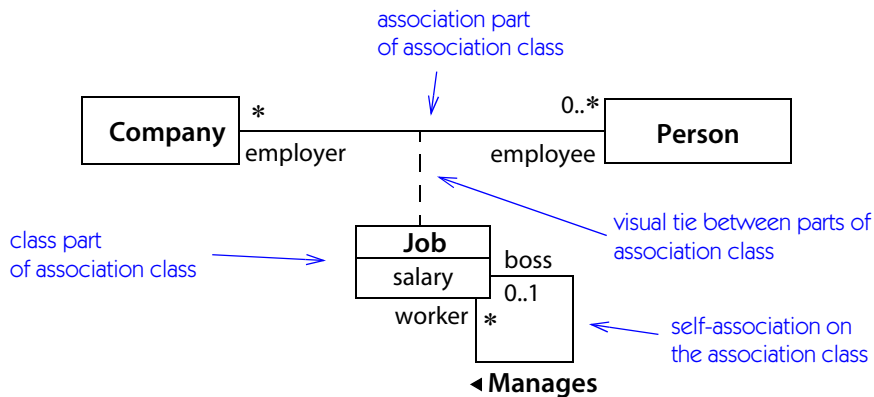 association part
of association class
*
0..*
Company
Person
employer
employee
class part
of association class
visual tie between parts of
association class
Job
salary
boss
0..1
worker
*
self-association on
the association class
◄ Manages